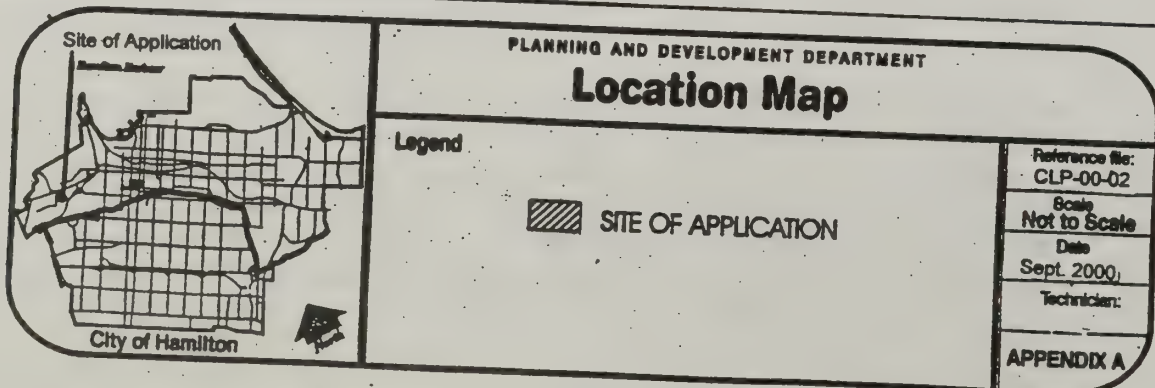 Site of Application
City of Hamilton
North
PLANNING AND DEVELOPMENT DEPARTMENT
Location Map
Legend
SITE OF APPLICATION
Reference file:
CLP-00-02
Scale
Not to Scale
Date
Sept. 2000
Technician:
APPENDIX A